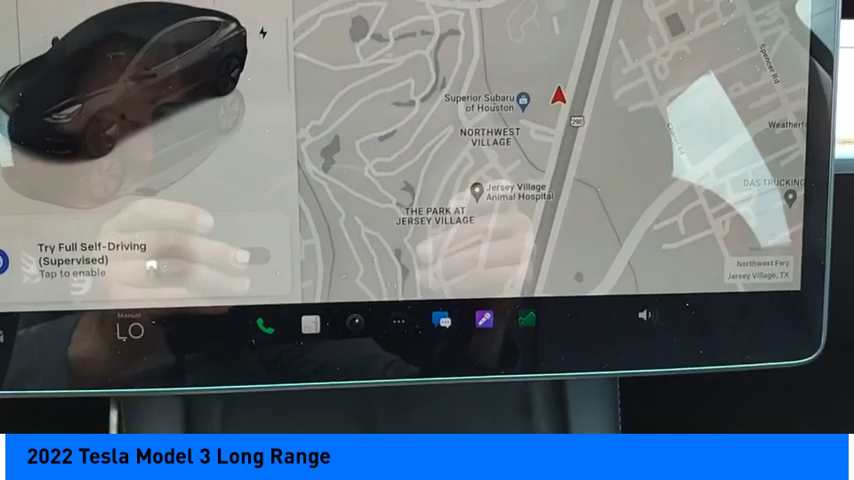 Superior Subaru
of Houston
NORTHWEST
VILLAGE
290
Spencer Rd
Jersey Village
Animal Hospital
THE PARK AT
JERSEY VILLAGE
DAS TRUCKING
Try Full Self-Driving
(Supervised)
Tap to enable
Northwest Fwy
Jersey Village, TX
Manual
LO
2022 Tesla Model 3 Long Range